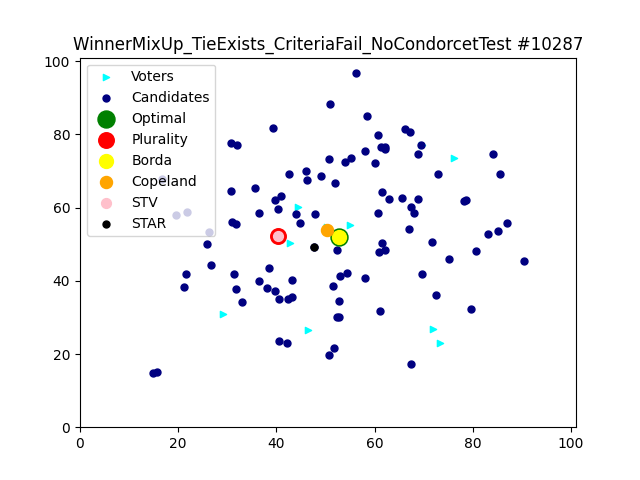 WinnerMixUp_TieExists_CriteriaFail_NoCondorcetTest #10287
100
80
60
40
20
0
Voters
Candidates
Optimal
Plurality
Borda
Copeland
STV
STAR
0 20 40 60 80 100